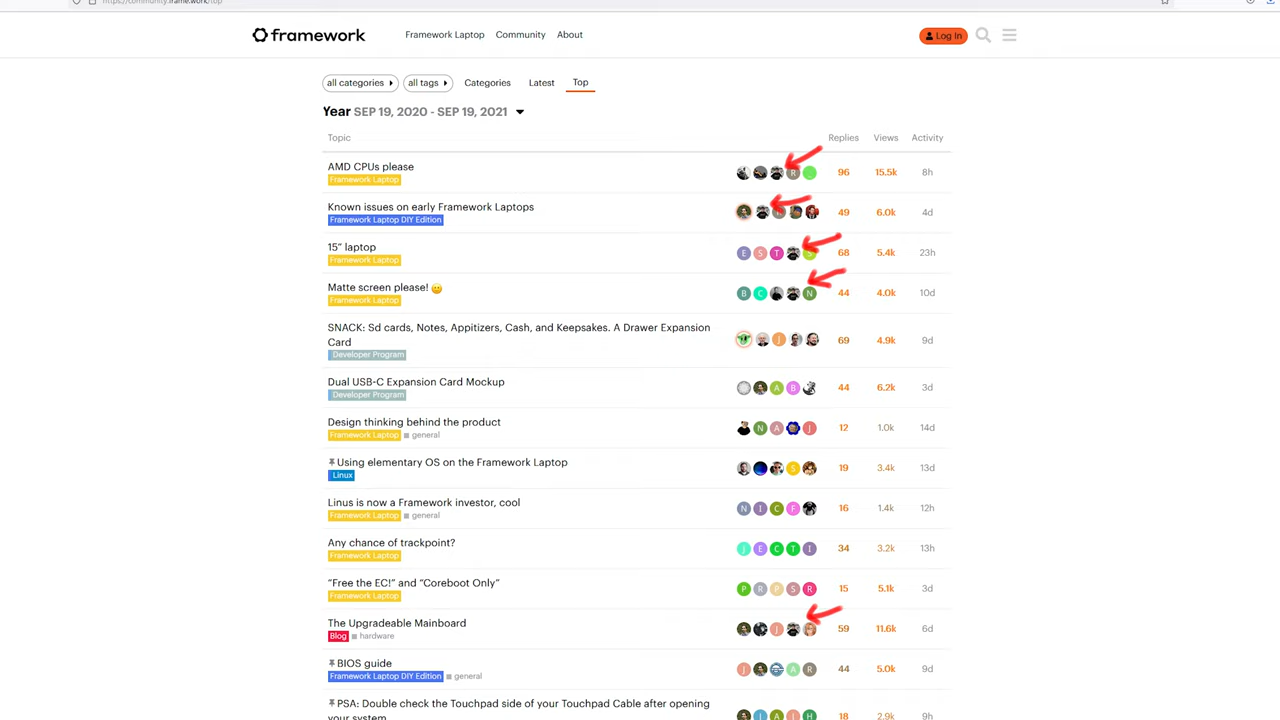 https://community.frame.work/top
framework
Framework Laptop
Community
About
Log In
all categories
all tags
Categories
Latest
Top
Year SEP 19, 2020 - SEP 19, 2021
Topic
Replies
Views
Activity
AMD CPUs please
Framework Laptop
R
96
15.5k
8h
Known issues on early Framework Laptops
Framework Laptop DIY Edition
49
6.0k
4d
15” laptop
Framework Laptop
E
S
T
68
5.4k
23h
Matte screen please!
Framework Laptop
B
C
N
44
4.0k
10d
SNACK: Sd cards, Notes, Appitizers, Cash, and Keepsakes. A Drawer Expansion
Card
Developer Program
J
69
4.9k
9d
Dual USB-C Expansion Card Mockup
Developer Program
A
B
44
6.2k
3d
Design thinking behind the product
Framework Laptop
general
N
A
J
12
1.0k
14d
Using elementary OS on the Framework Laptop
Linux
S
19
3.4k
13d
Linus is now a Framework investor, cool
Framework Laptop
general
N
I
C
F
16
1.4k
12h
Any chance of trackpoint?
Framework Laptop
J
E
C
T
I
34
3.2k
13h
“Free the EC!” and “Coreboot Only”
Framework Laptop
P
R
P
S
R
15
5.1k
3d
The Upgradeable Mainboard
Blog
hardware
J
59
11.6k
6d
BIOS guide
Framework Laptop DIY Edition
general
J
A
R
44
5.0k
9d
PSA: Double check the Touchpad side of your Touchpad Cable after opening
your system
18
2.9k
9h